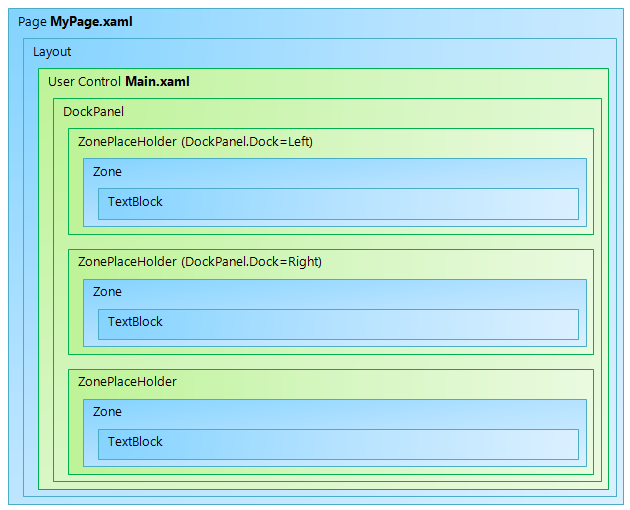 Page MyPage.xaml
Layout
User Control Main.xaml
DockPanel
ZonePlaceHolder (DockPanel.Dock=Left)
Zone
TextBlock
ZonePlaceHolder (DockPanel.Dock=Right)
Zone
TextBlock
ZonePlaceHolder
Zone
TextBlock